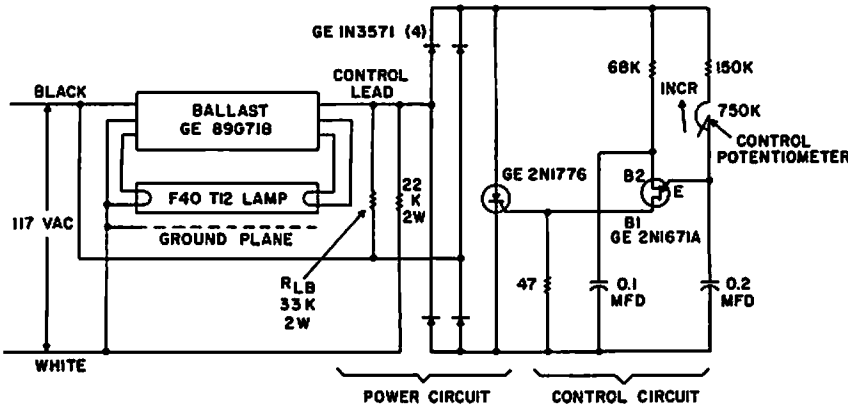 GE IN3571 (4)
BLACK
CONTROL
LEAD
BALLAST
GE 89G718
68K
150K
INCR
750K
CONTROL
POTENTIOMETER
GE 2N1776
B2
E
F40 T12 LAMP
22
K
2W
117 VAC
GROUND PLANE
B1
GE 2N1671A
RLB
33K
2W
47
0.1
MFD
0.2
MFD
WHITE
POWER CIRCUIT
CONTROL CIRCUIT